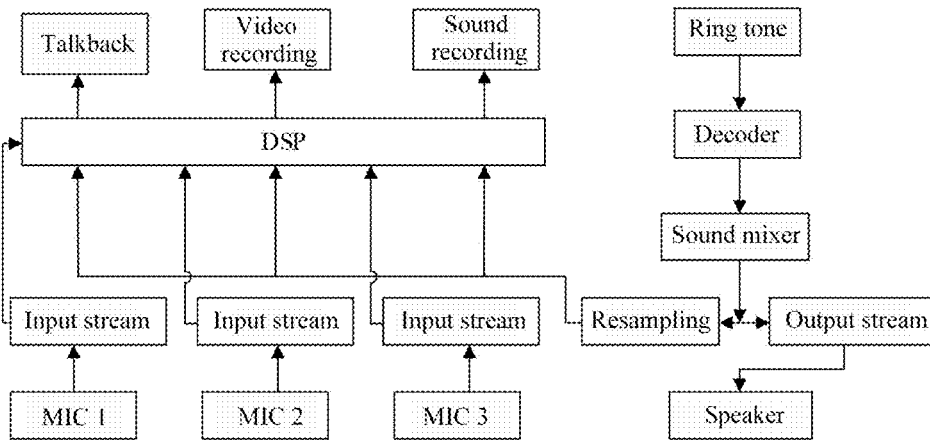 Talkback
Video
recording
Sound
recording
Ring tone
DSP
Decoder
Sound mixer
Input stream
Input stream
Input stream
Resampling
Output stream
MIC 1
MIC 2
MIC 3
Speaker